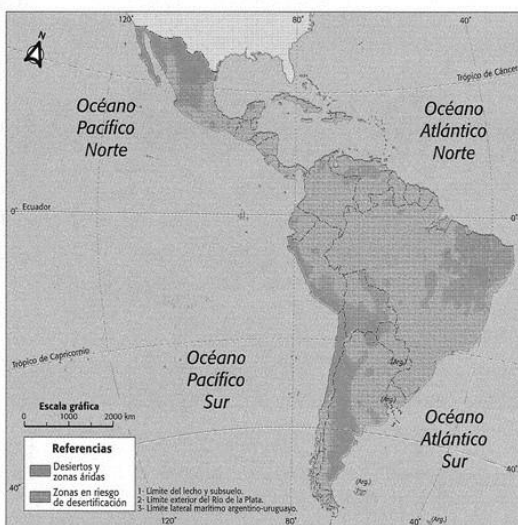 120°
80°
40°
Trópico de Cáncer
Océano
Pacífico
Norte
Océano
Atlántico
Norte
0°
Ecuador
0°
Trópico de Capricornio
(Arg.)
Océano
Pacífico
Sur
(Arg.)
Escala gráfica
0 1000 2000 km
Océano
Atlántico
Sur
Referencias
Desiertos y
zonas áridas
Zonas en riesgo
de desertificación
(Arg.)
1- Límite del lecho y subsuelo.
2- Límite exterior del Río de la Plata.
3- Límite lateral marítimo argentino-uruguayo.
40°
40°
120°
80°
(Arg.)
40°